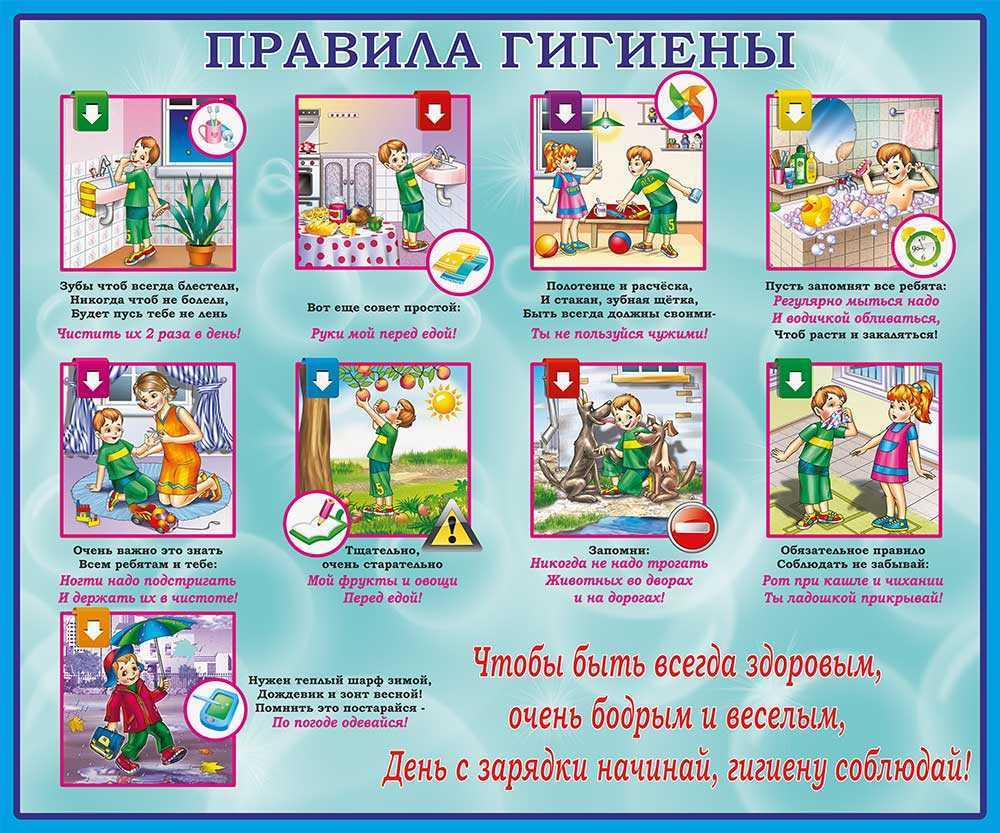 ПРАВИЛА ГИГИЕНЫ
Зубы чтоб всегда блестели,
Никогда чтоб не болели,
Будет пусь тебе не лень
Чистить их 2 раза в день!
Вот еще совет простой:
Руки мой перед едой!
Полотенце и расчёска,
И стакан, зубная щётка,
Быть всегда должны своими-
Ты не пользуйся чужими!
Пусть запомнят все ребята:
Регулярно мыться надо
И водичкой обливаться,
Чтоб расти и закаляться!
Очень важно это знать
Всем ребятам и тебе:
Ногти надо подстригать
И держать их в чистоте!
Тщательно,
очень старательно
Мой фрукты и овощи
Перед едой!
Запомни:
Никогда не надо трогать
Животных во дворах
и на дорогах!
Обязательное правило
Соблюдать не забывай:
Рот при кашле и чихании
Ты ладошкой прикрывай!
Нужен теплый шарф зимой,
Дождевик и зонт весной!
Помнить это постарайся -
По погоде одевайся!
Чтобы быть всегда здоровым,
очень бодрым и веселым,
День с зарядки начинай, гигиену соблюдай!